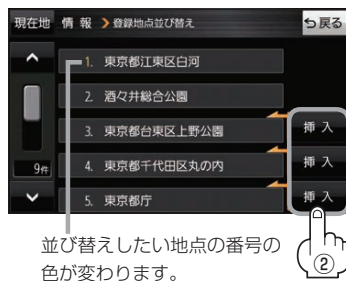 現在地 情 報 登録地点並び替え 戻る
1. 東京都江東区白河
2. 酒々井総合公園
3. 東京都台東区上野公園 挿 入
4. 東京都千代田区丸の内 挿 入
9件
5. 東京都庁 挿 入
②
並び替えしたい地点の番号の
色が変わります。